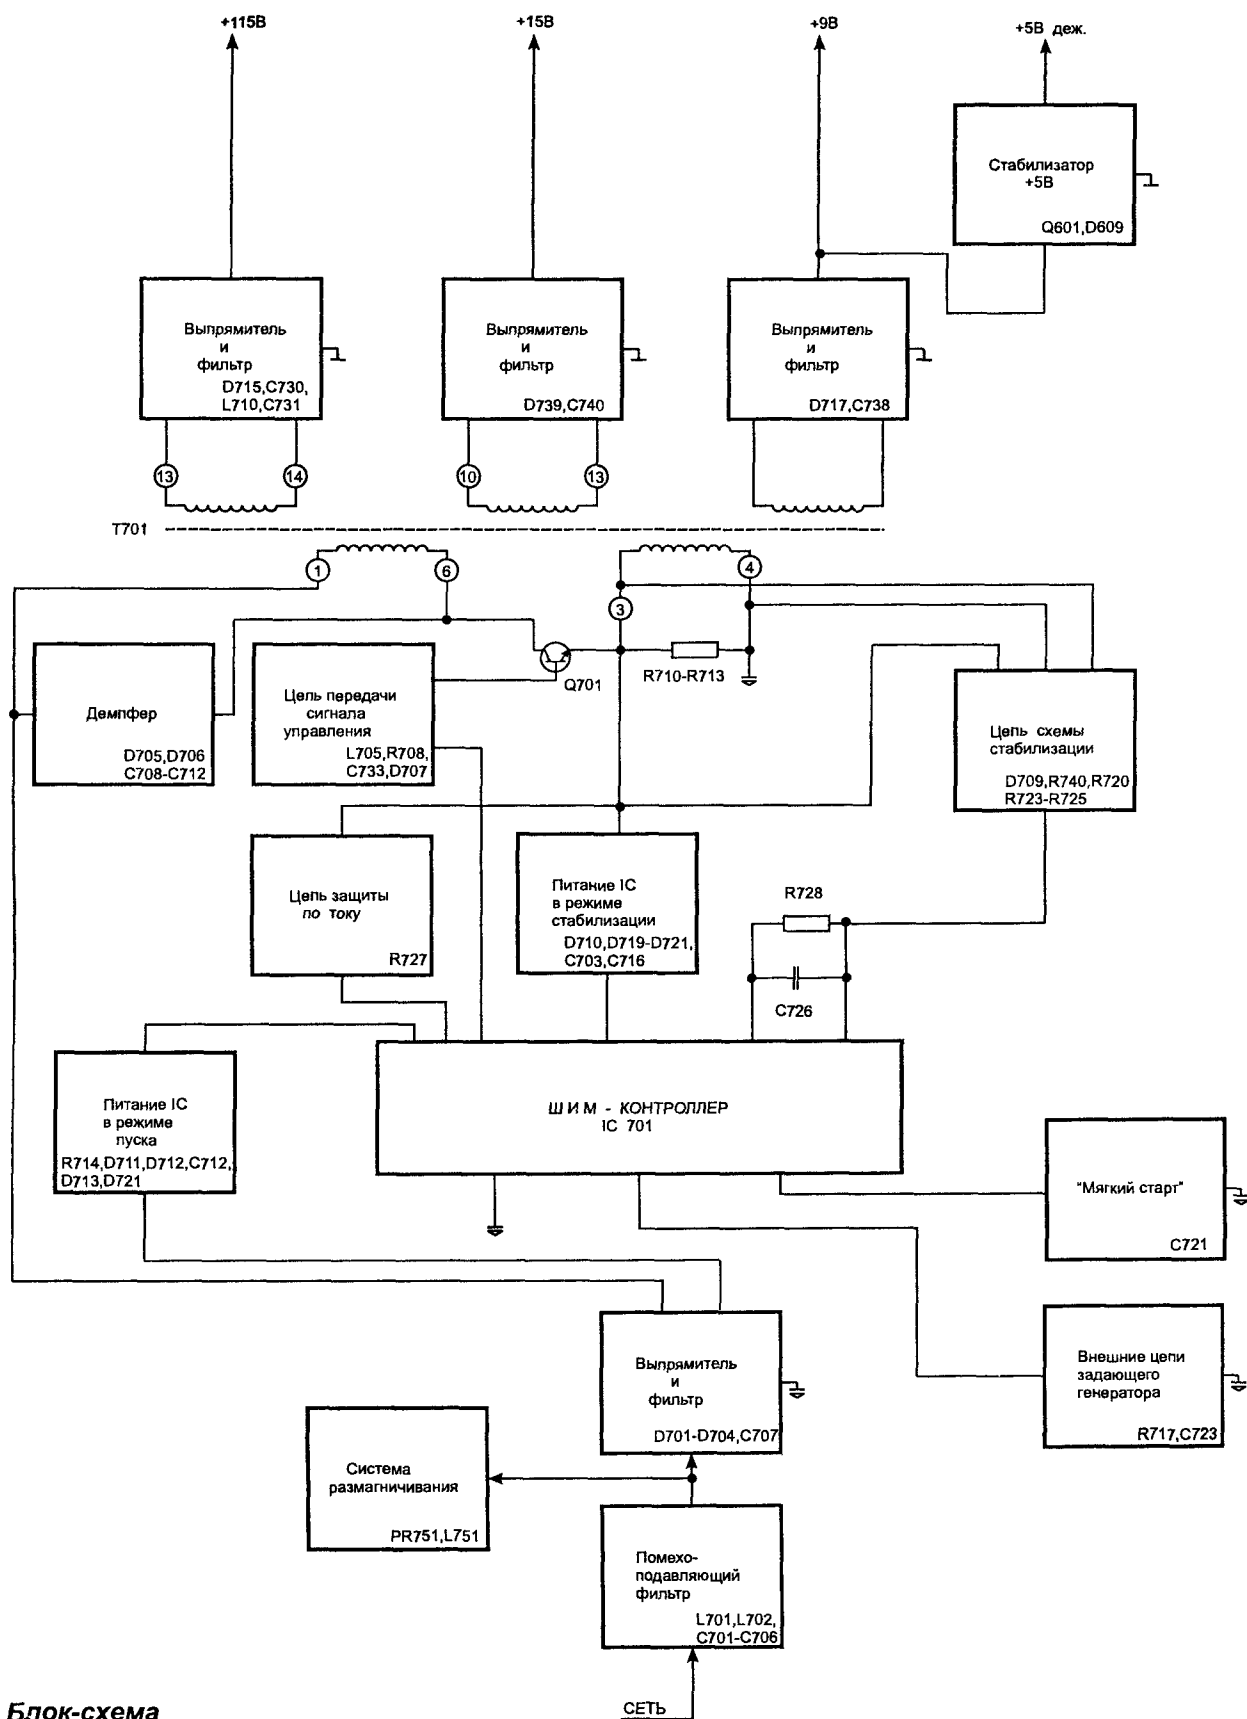 +115В
+15В
+9В
+5В деж.
Стабилизатор
+5В
Q601,D609
Выпрямитель
и
фильтр
D715,C730,
L710,C731
Выпрямитель
и
фильтр
D739,C740
Выпрямитель
и
фильтр
D717,C738
13
14
10
13
T701
1
6
4
3
Q701
R710-R713
Демпфер
D705,D706
C708-C712
Цепь передачи
сигнала
управления
L705,R708,
C733,D707
Цепь схемы
стабилизации
D709,R740,R720
R723-R725
Цепь защиты
по току
R727
Питание IC
в режиме
стабилизации
D710,D719-D721,
C703,C716
R728
C726
Питание IC
в режиме
пуска
R714,D711,D712,C712,
D713,D721
ШИМ - КОНТРОЛЛЕР
IC 701
"Мягкий старт"
C721
Выпрямитель
и
фильтр
D701-D704,C707
Внешние цепи
задающего
генератора
R717,C723
Система
размагничивания
PR751,L751
Помехо-
подавляющий
фильтр
L701,L702,
C701-C706
СЕТЬ
Блок-схема